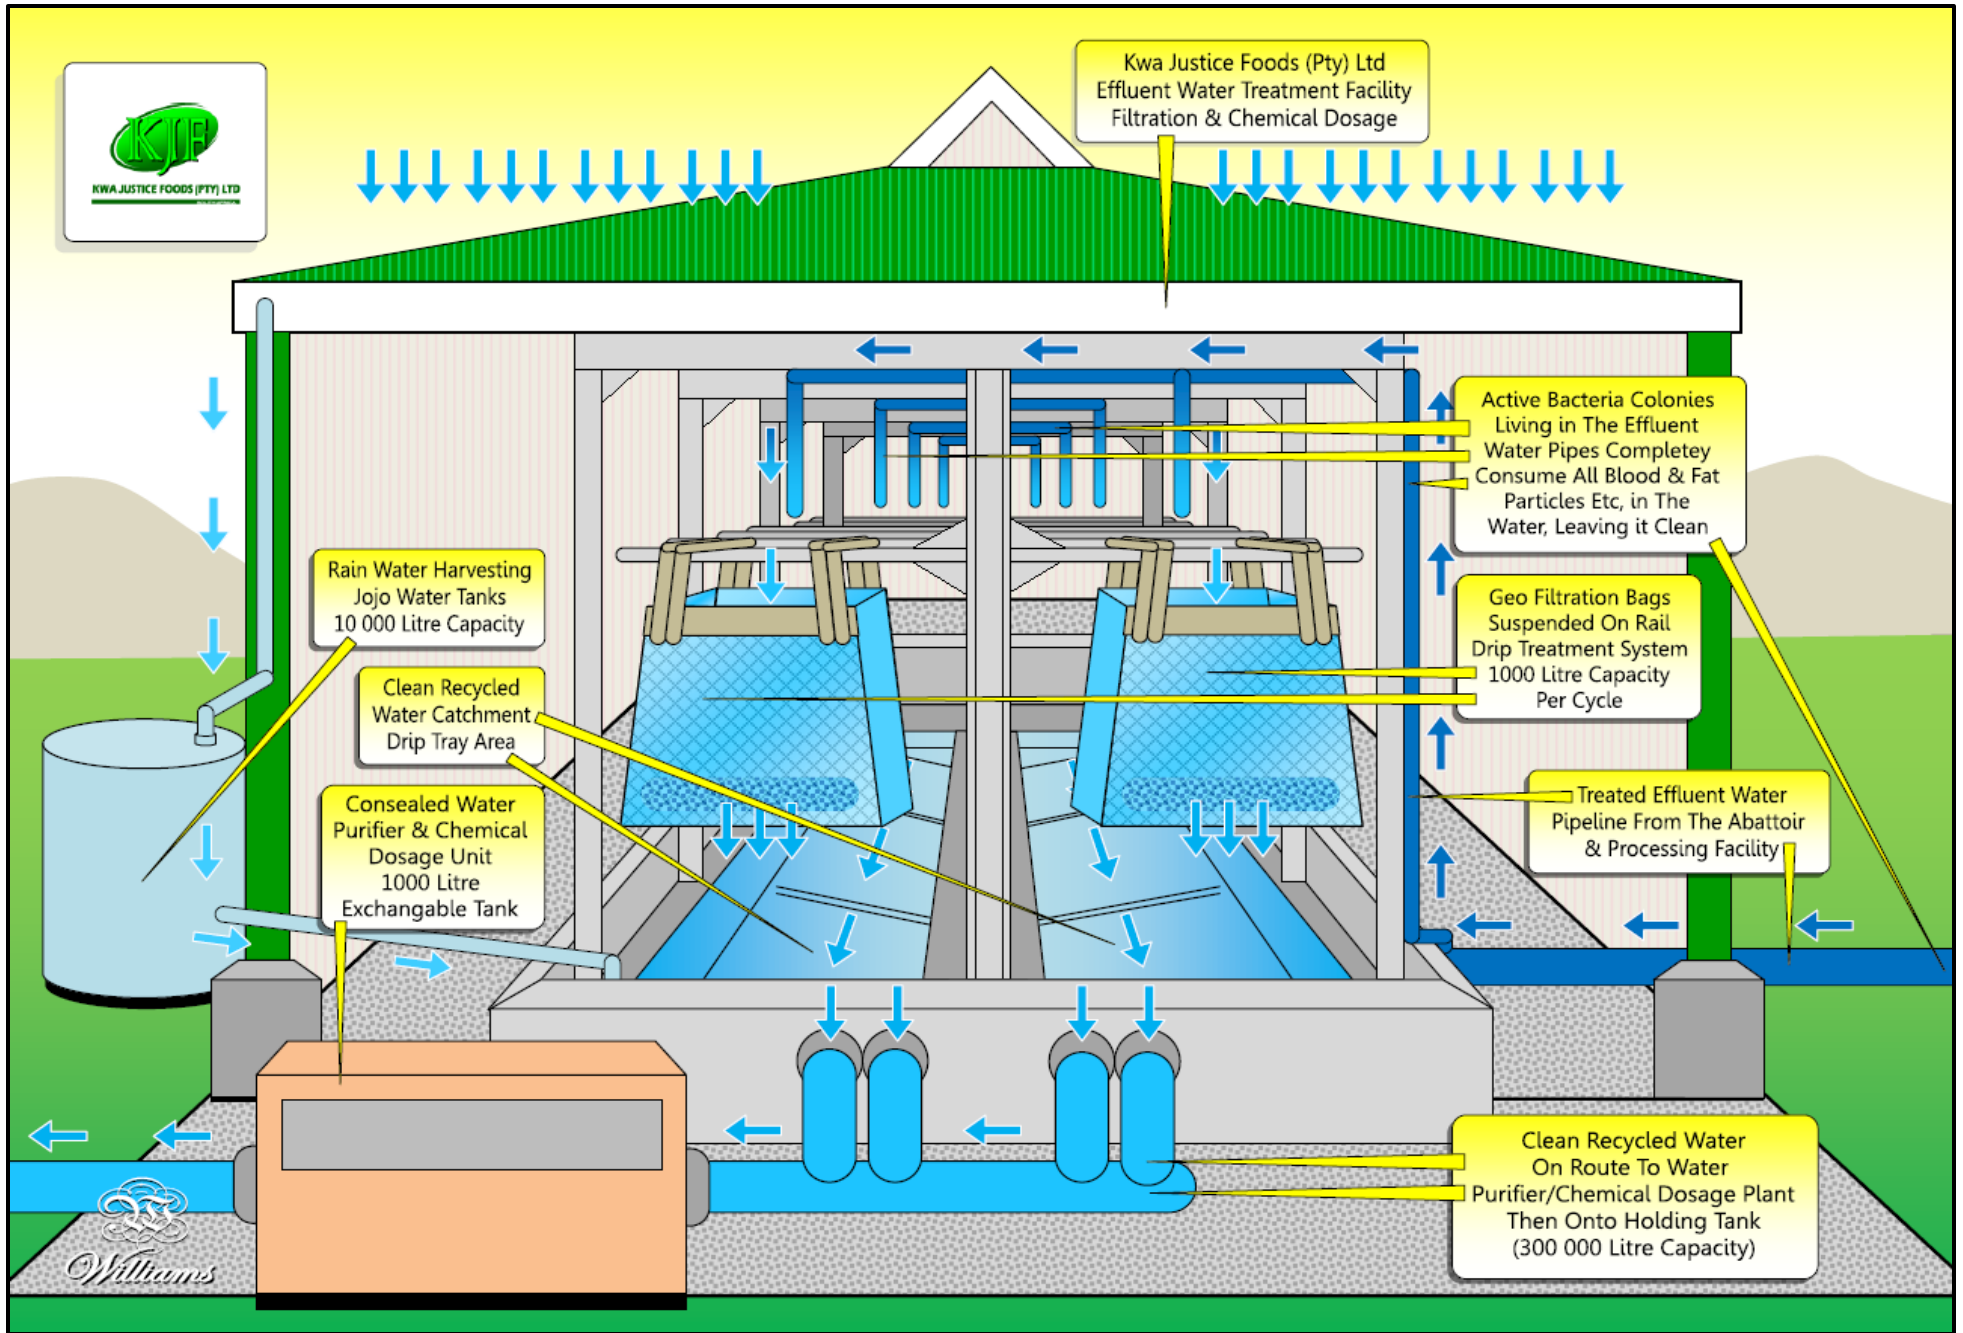 KJF
KWA JUSTICE FOODS (PTY) LTD
Kwa Justice Foods (Pty) Ltd
Effluent Water Treatment Facility
Filtration & Chemical Dosage
Active Bacteria Colonies
Living in The Effluent
Water Pipes Completey
Consume All Blood & Fat
Particles Etc, in The
Water, Leaving it Clean
Rain Water Harvesting
Jojo Water Tanks
10 000 Litre Capacity
Geo Filtration Bags
Suspended On Rail
Drip Treatment System
1000 Litre Capacity
Per Cycle
Clean Recycled
Water Catchment
Drip Tray Area
Consealed Water
Purifier & Chemical
Dosage Unit
1000 Litre
Exchangable Tank
Treated Effluent Water
Pipeline From The Abattoir
& Processing Facility
Clean Recycled Water
On Route To Water
Purifier/Chemical Dosage Plant
Then Onto Holding Tank
(300 000 Litre Capacity)
Williams